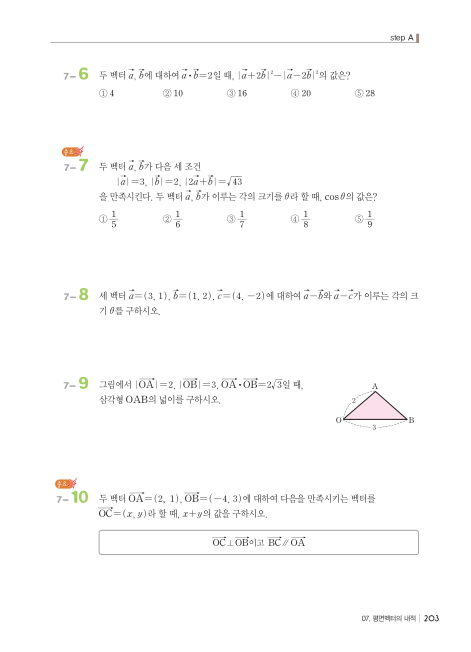 step A
7-6 두 벡터 $\vec{a}$, $\vec{b}$에 대하여 $\vec{a}\cdot\vec{b}=2$일 때, $|\vec{a}+2\vec{b}|^2-|\vec{a}-2\vec{b}|^2$의 값은?
① 4 ② 10 ③ 16 ④ 20 ⑤ 28
중요
7-7 두 벡터 $\vec{a}$, $\vec{b}$가 다음 세 조건
$|\vec{a}|=3$, $|\vec{b}|=2$, $|2\vec{a}+\vec{b}|=\sqrt{43}$
을 만족시킨다. 두 벡터 $\vec{a}$, $\vec{b}$가 이루는 각의 크기를 θ라 할 때, cos θ의 값은?
① $\frac{1}{5}$ ② $\frac{1}{6}$ ③ $\frac{1}{7}$ ④ $\frac{1}{8}$ ⑤ $\frac{1}{9}$
7-8 세 벡터 $\vec{a}=(3, 1)$, $\vec{b}=(1, 2)$, $\vec{c}=(4, -2)$에 대하여 $\vec{a}-\vec{b}$와 $\vec{a}-\vec{c}$가 이루는 각의 크
기 θ를 구하시오.
7-9 그림에서 $|\overrightarrow{OA}|=2$, $|\overrightarrow{OB}|=3$, $\overrightarrow{OA}\cdot\overrightarrow{OB}=2\sqrt{3}$일 때,
삼각형 OAB의 넓이를 구하시오.
A
2
O
B
3
중요
7-10 두 벡터 $\overrightarrow{OA}=(2, 1)$, $\overrightarrow{OB}=(-4, 3)$에 대하여 다음을 만족시키는 벡터를
$\overrightarrow{OC}=(x, y)$라 할 때, $x+y$의 값을 구하시오.
$\overrightarrow{OC}\perp\overrightarrow{OB}$이고 $\overrightarrow{BC}∥\overrightarrow{OA}$
07. 평면벡터의 내적 203